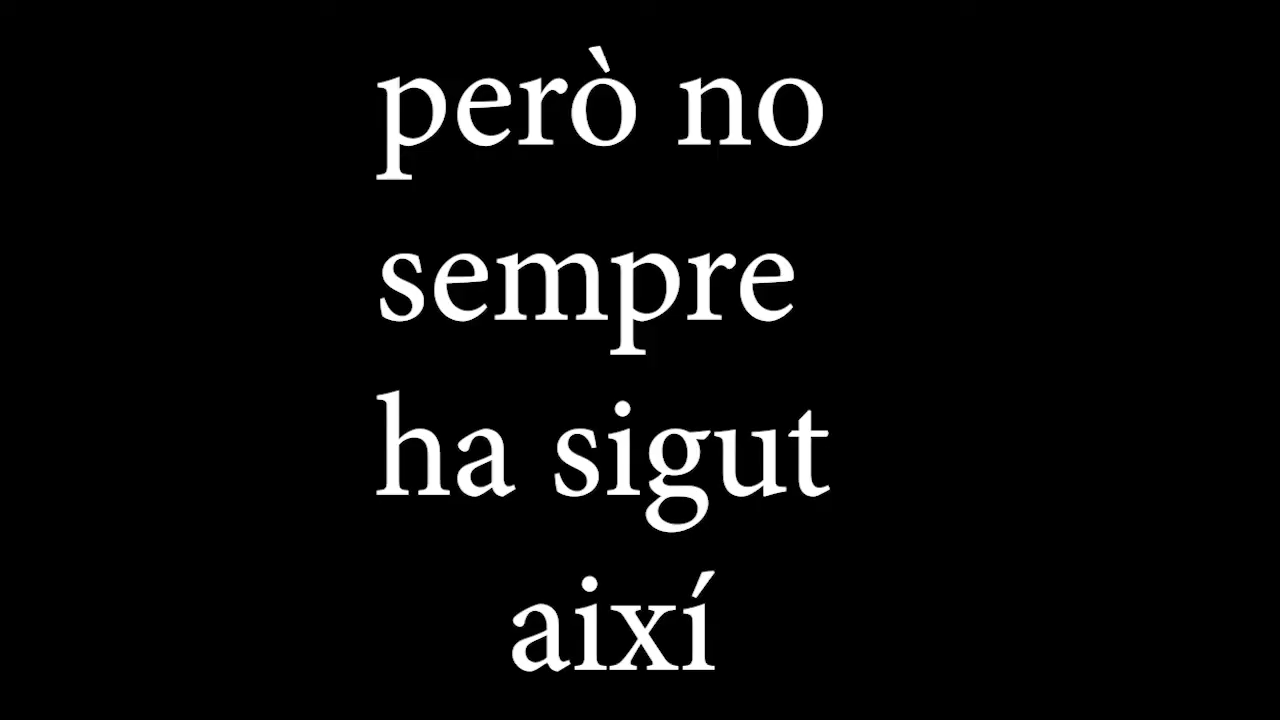 però no
sempre
ha sigut
així